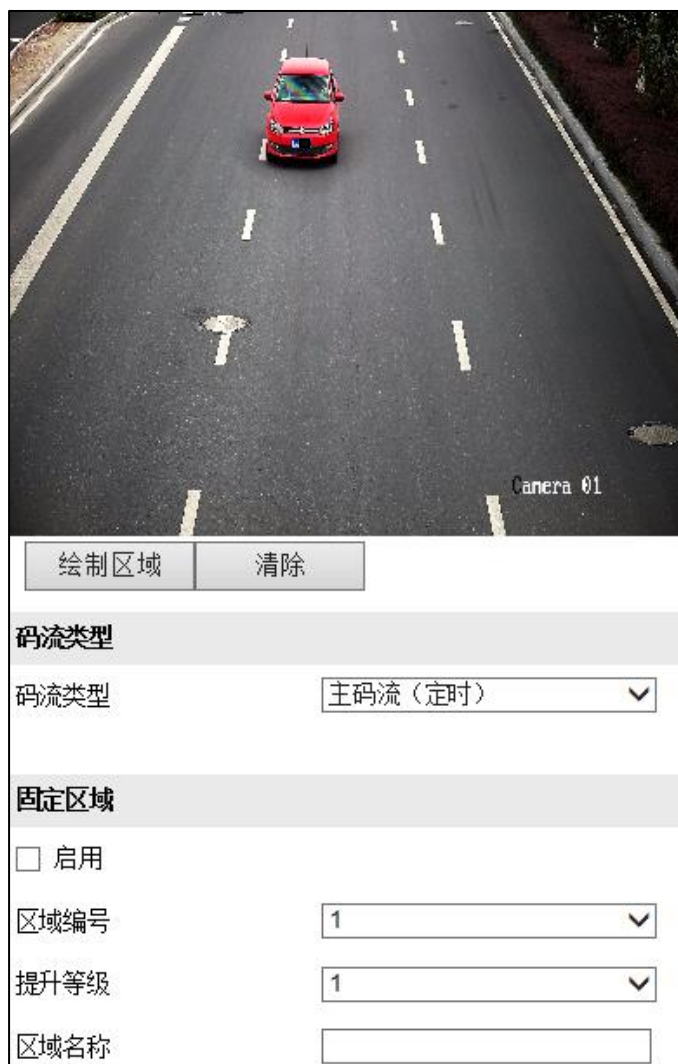 Camera 01
绘制区域 清除
码流类型
码流类型 主码流（定时）
固定区域
启用
区域编号 1
提升等级 1
区域名称